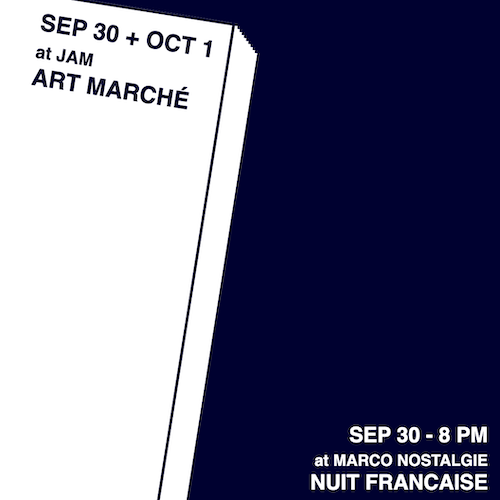 SEP 30 + OCT 1
at JAM
ART MARCHÉ
SEP 30 - 8 PM
at MARCO NOSTALGIE
NUIT FRANCAISE